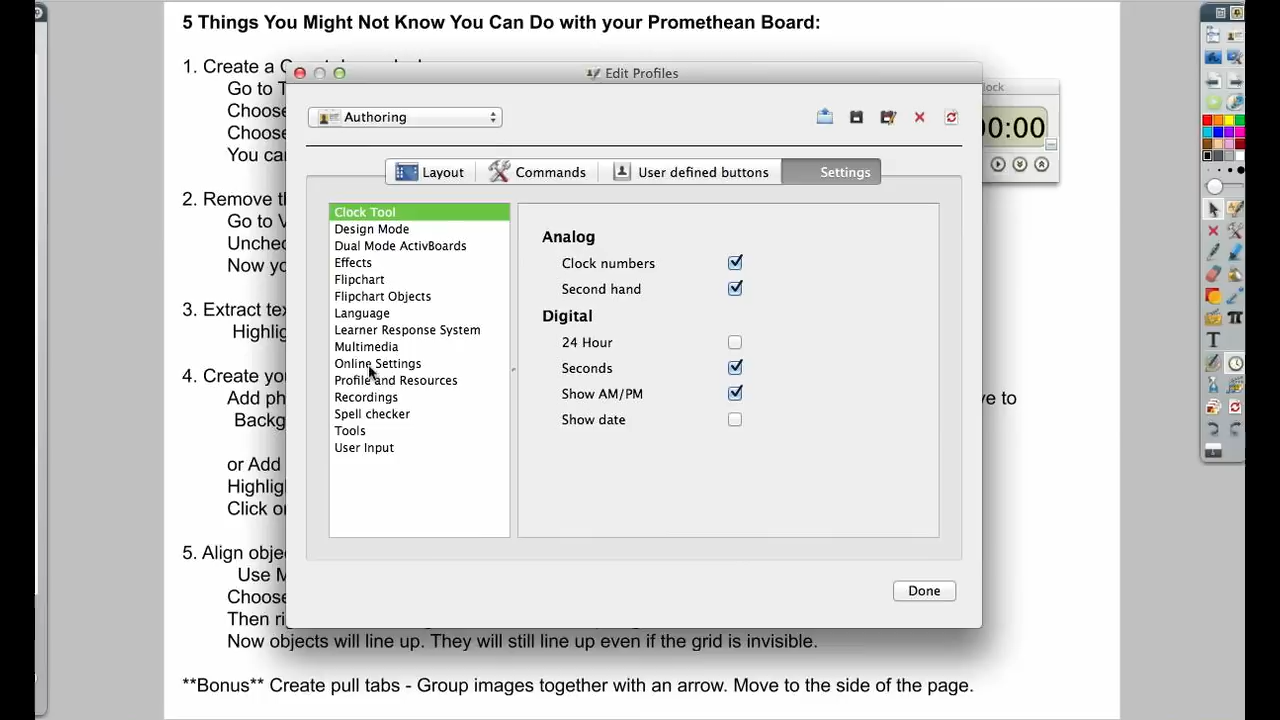 5 Things You Might Not Know You Can Do with your Promethean Board:
1. Create a
Go to
Choose
Choose
You can
2. Remove
Go to
Unche
Now yo
3. Extract
Highlig
4. Create
Add
to
Backg
or Add
Highlig
Click
5. Align obje
Use
Choose
Then
Now objects will line up. They will still line up even if the grid is invisible.
**Bonus** Create pull tabs - Group images together with an arrow. Move to the side of the page.
Edit Profiles
Authoring
Layout
Commands
User defined buttons
Settings
Clock Tool
Design Mode
Dual Mode ActivBoards
Effects
Flipchart
Flipchart Objects
Language
Learner Response System
Multimedia
Online Settings
Profile and Resources
Recordings
Spell checker
Tools
User Input
Analog
Clock numbers
Second hand
Digital
24 Hour
Seconds
Show AM/PM
Show date
Done
lock
00:00